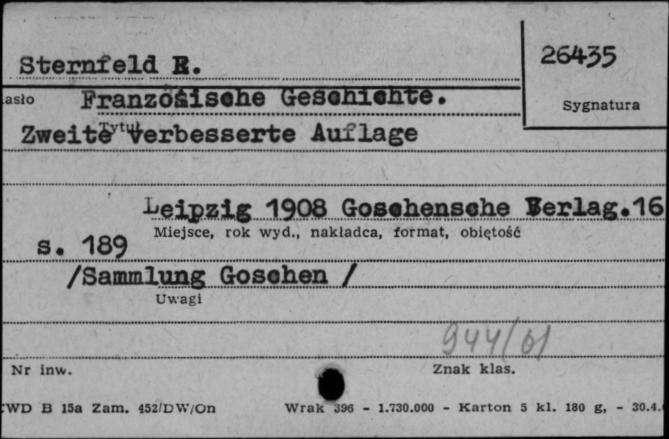 Sternfeld R.
26435
asło Französische Geschichte.
Sygnatura
Tytuł
Zweite verbesserte Auflage
Leipzig 1908 Goschensche Verlag.16
Miejsce, rok wyd., nakładca, format, objętość
s. 189
/Sammlung Goschen /
Uwagi
944/61
Nr inw.
Znak klas.
WD B 15a Zam. 452/DW/On Wrak 396 - 1.730.000 - Karton 5 kl. 180 g, - 30.4.